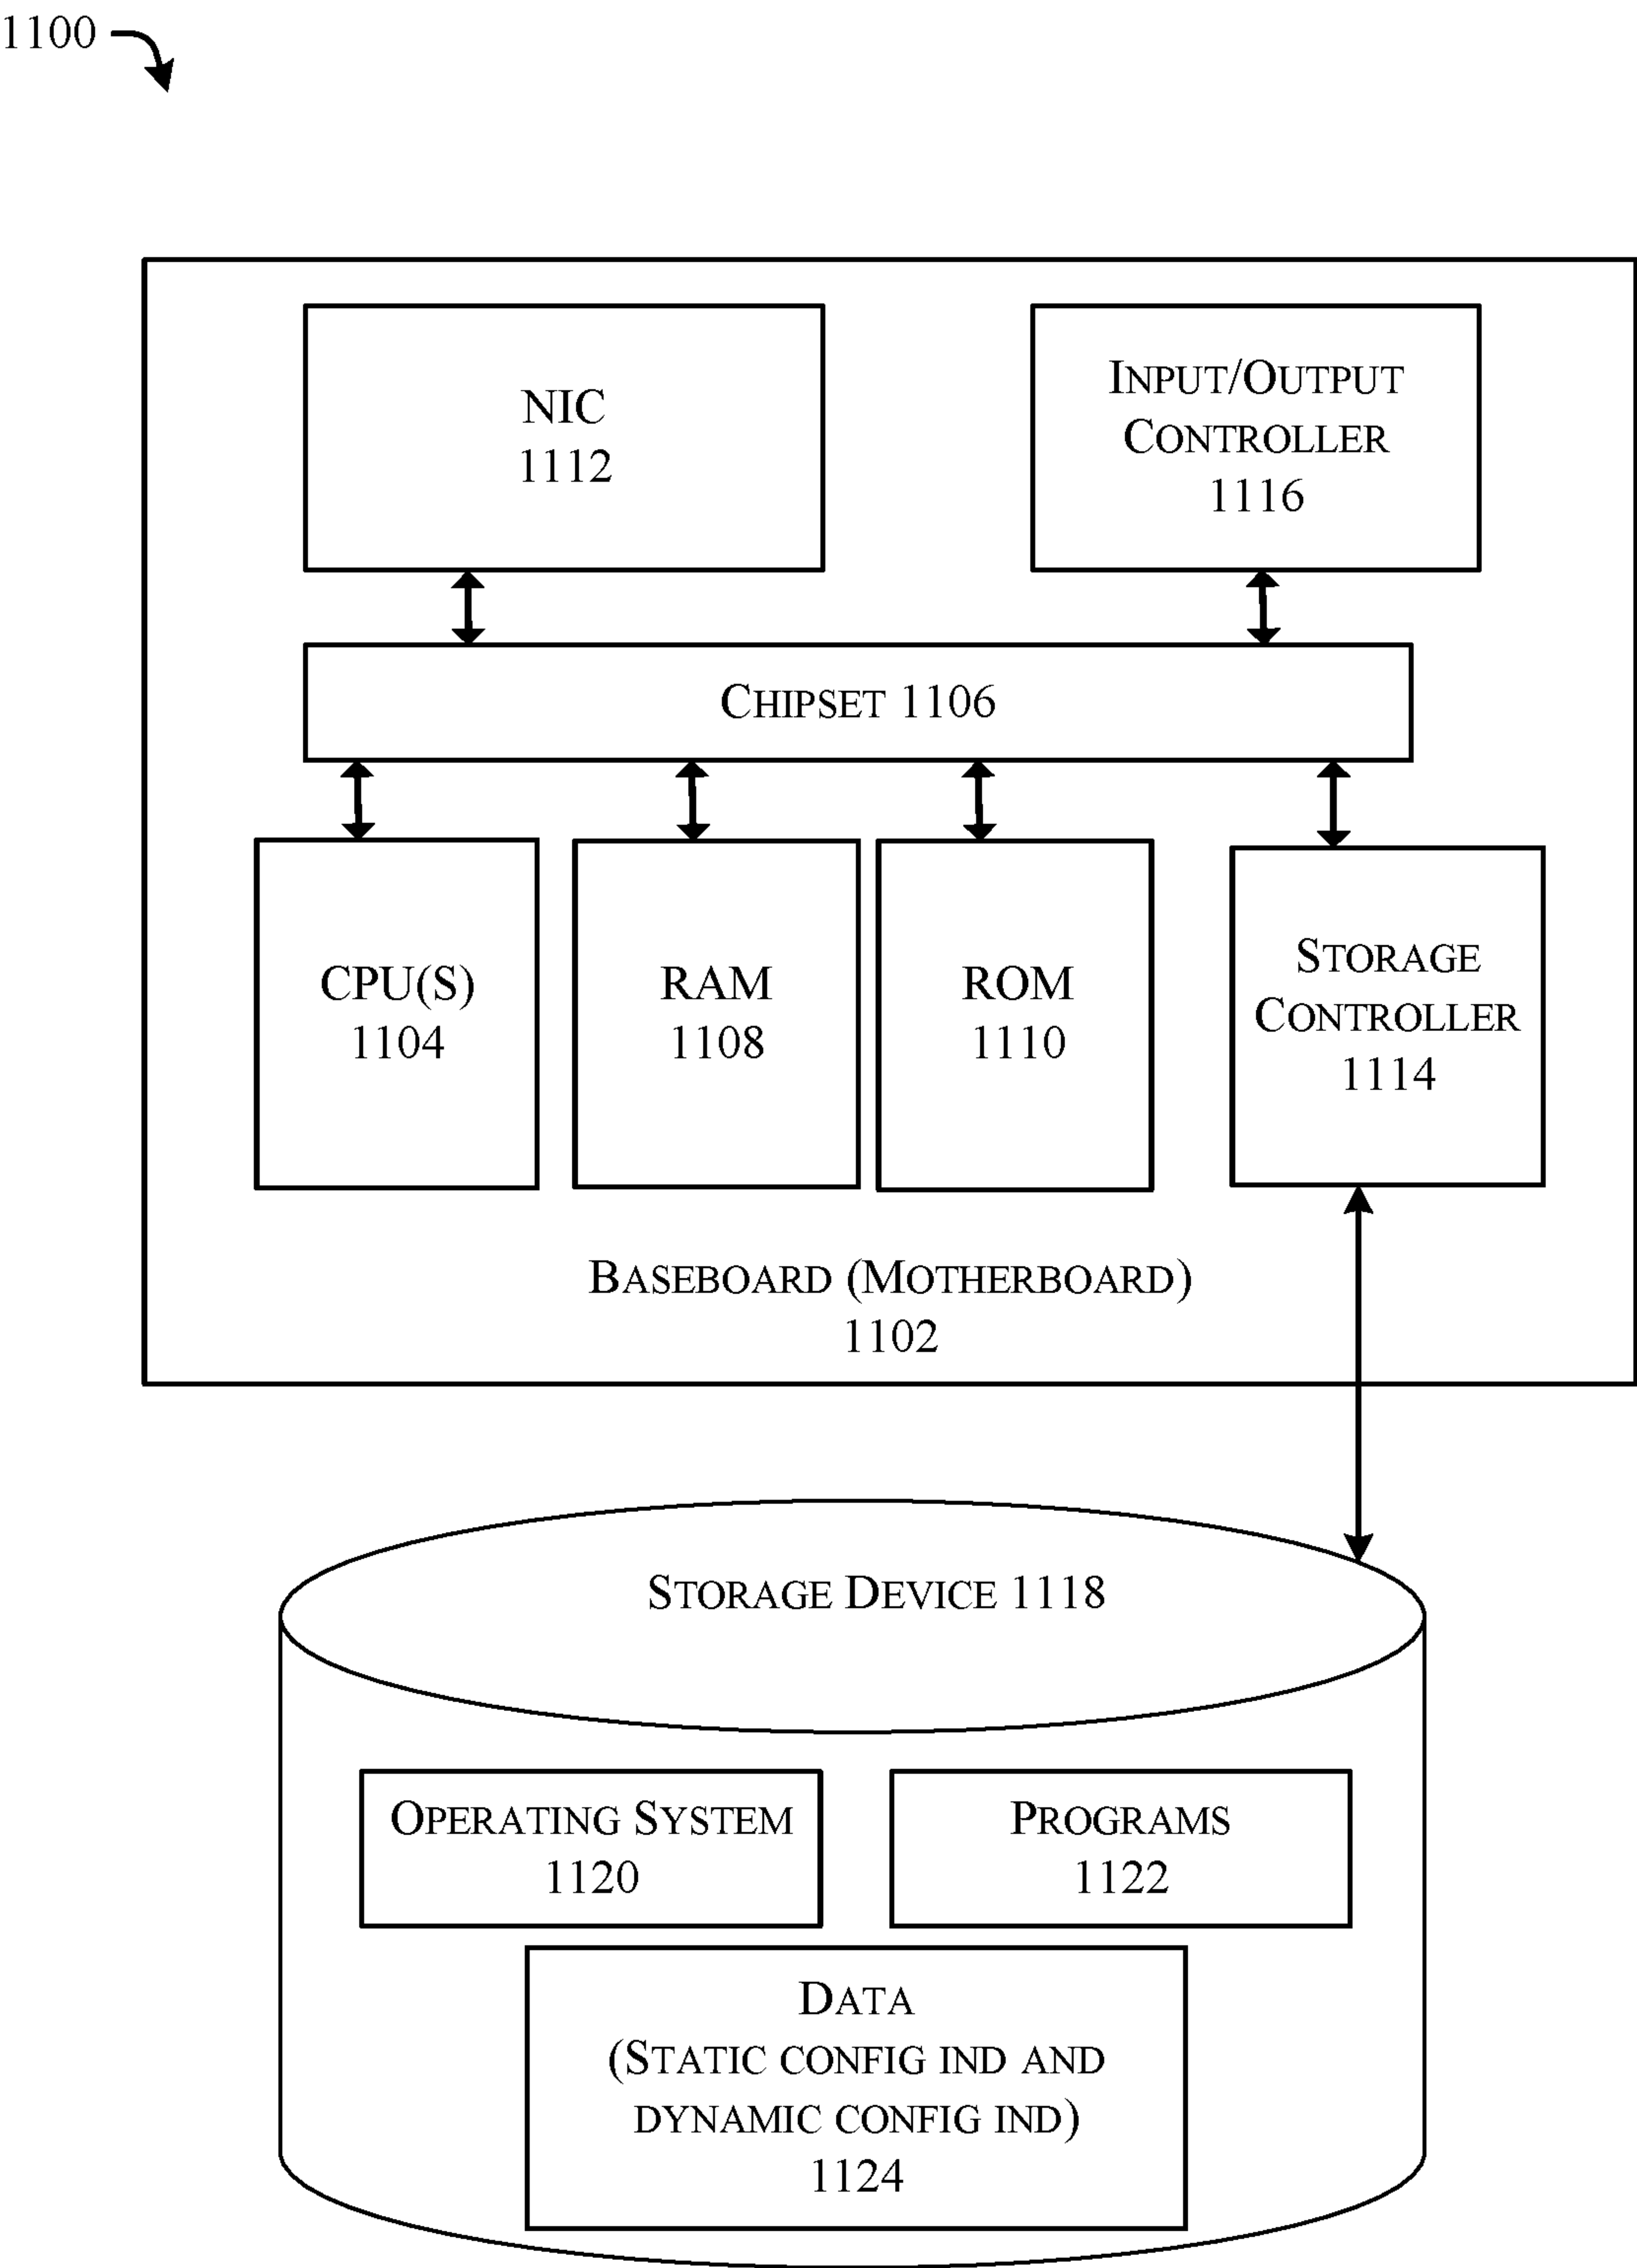 1100
NIC
1112
INPUT/OUTPUT
CONTROLLER
1116
CHIPSET 1106
CPU(S)
1104
RAM
1108
ROM
1110
STORAGE
CONTROLLER
1114
BASEBOARD (MOTHERBOARD)
1102
STORAGE DEVICE 1118
OPERATING SYSTEM
1120
PROGRAMS
1122
DATA
(STATIC CONFIG IND AND
DYNAMIC CONFIG IND)
1124